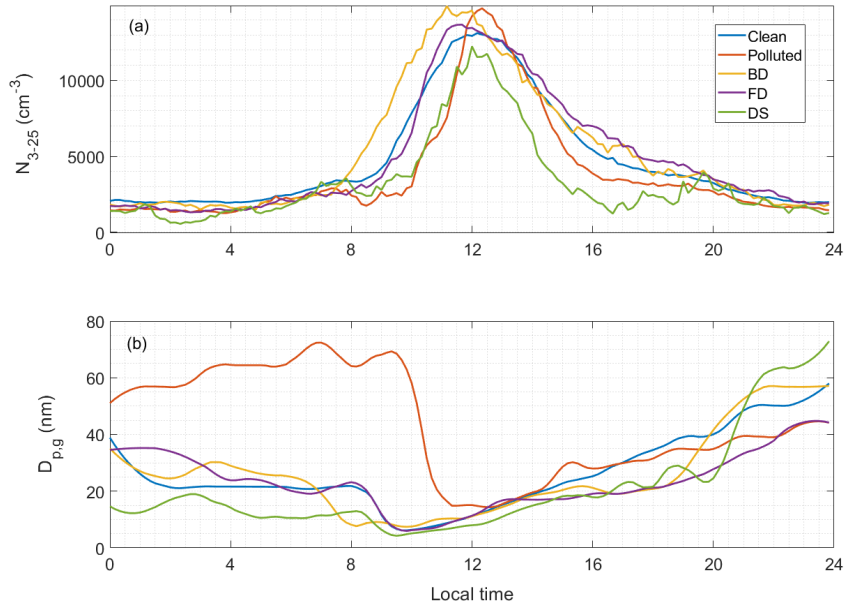 (a)
N3-25 (cm-3)
10000
5000
0
0 4 8 12 16 20 24
Clean
Polluted
BD
FD
DS
(b)
Dp,g (nm)
80
60
40
20
0
0 4 8 12 16 20 24
Local time